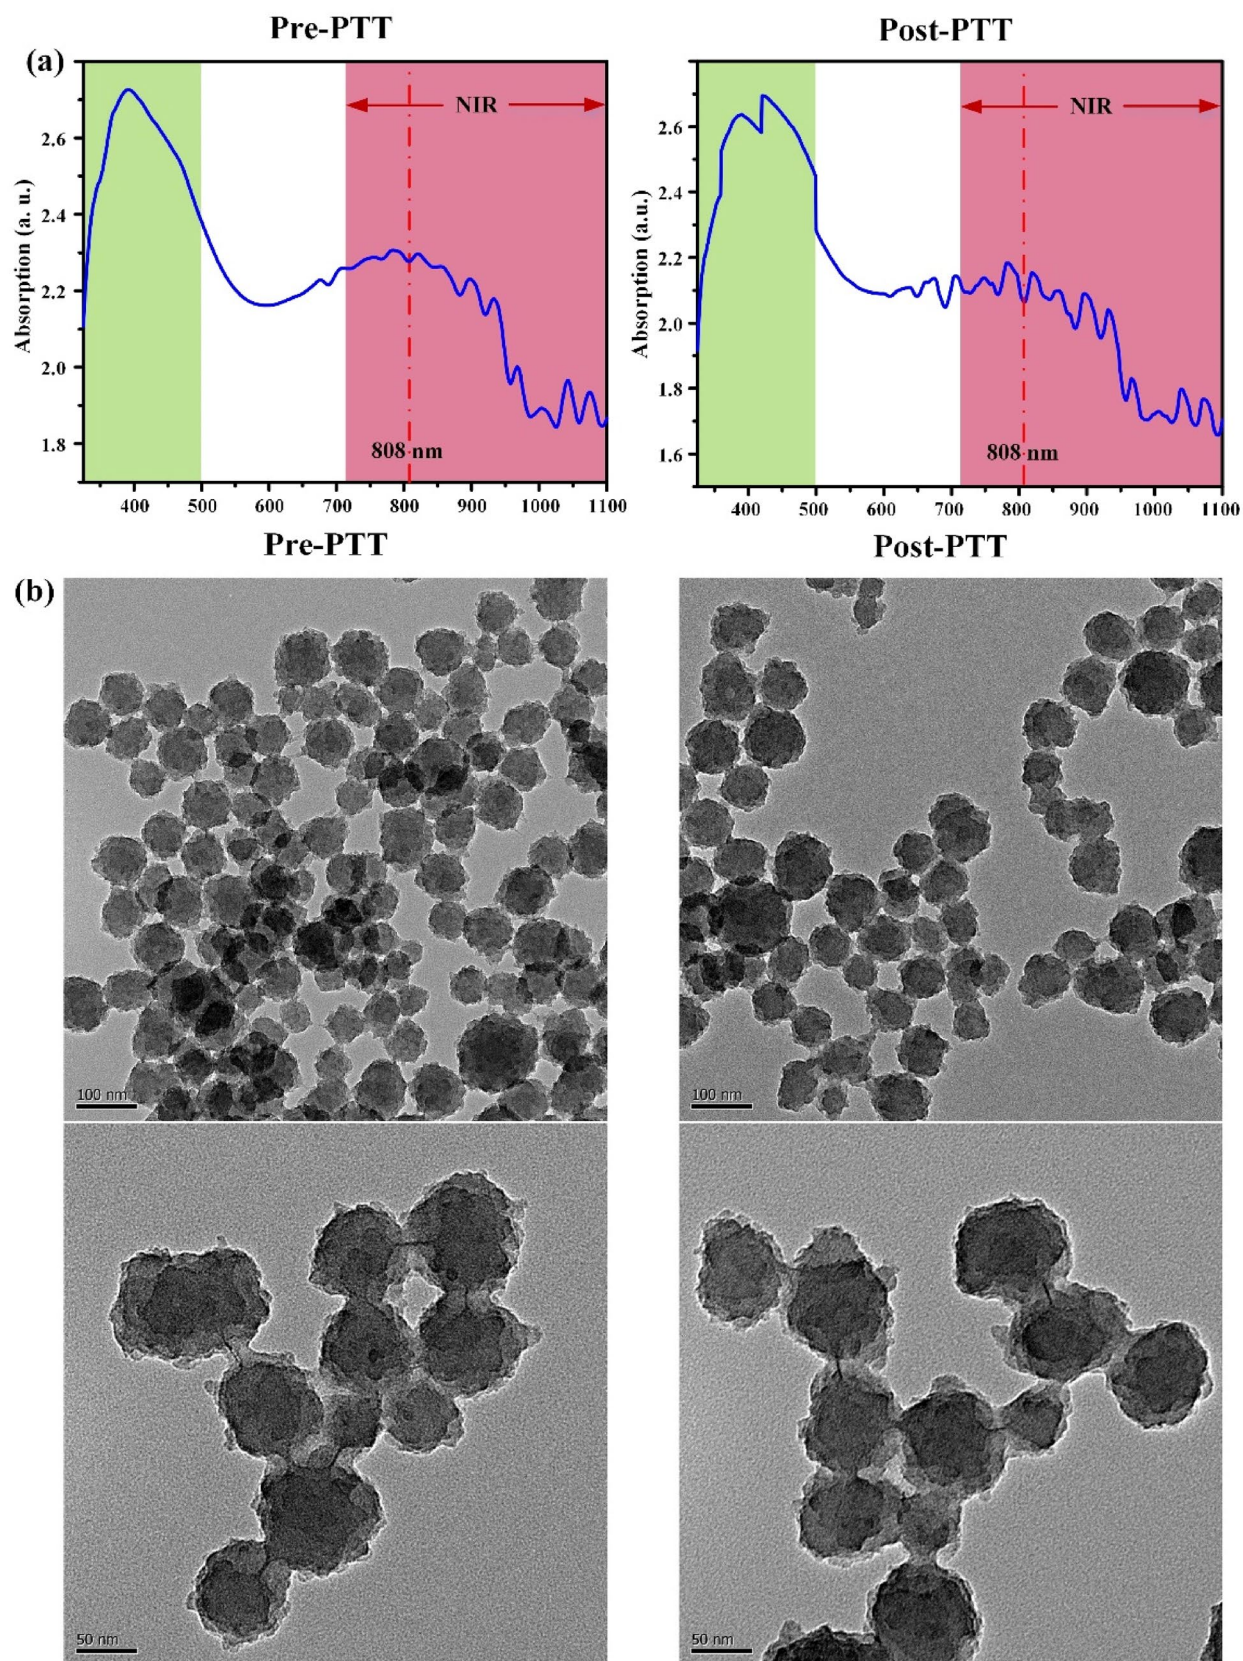 Pre-PTT
Post-PTT
(a)
NIR
NIR
2.6
2.4
2.2
2.0
1.8
Absorption (a. u.)
808 nm
400 500 600 700 800 900 1000 1100
2.6
2.4
2.2
2.0
1.8
1.6
Absorption (a.u.)
808 nm
400 500 600 700 800 900 1000 1100
Pre-PTT
Post-PTT
(b)
100 nm
100 nm
50 nm
50 nm